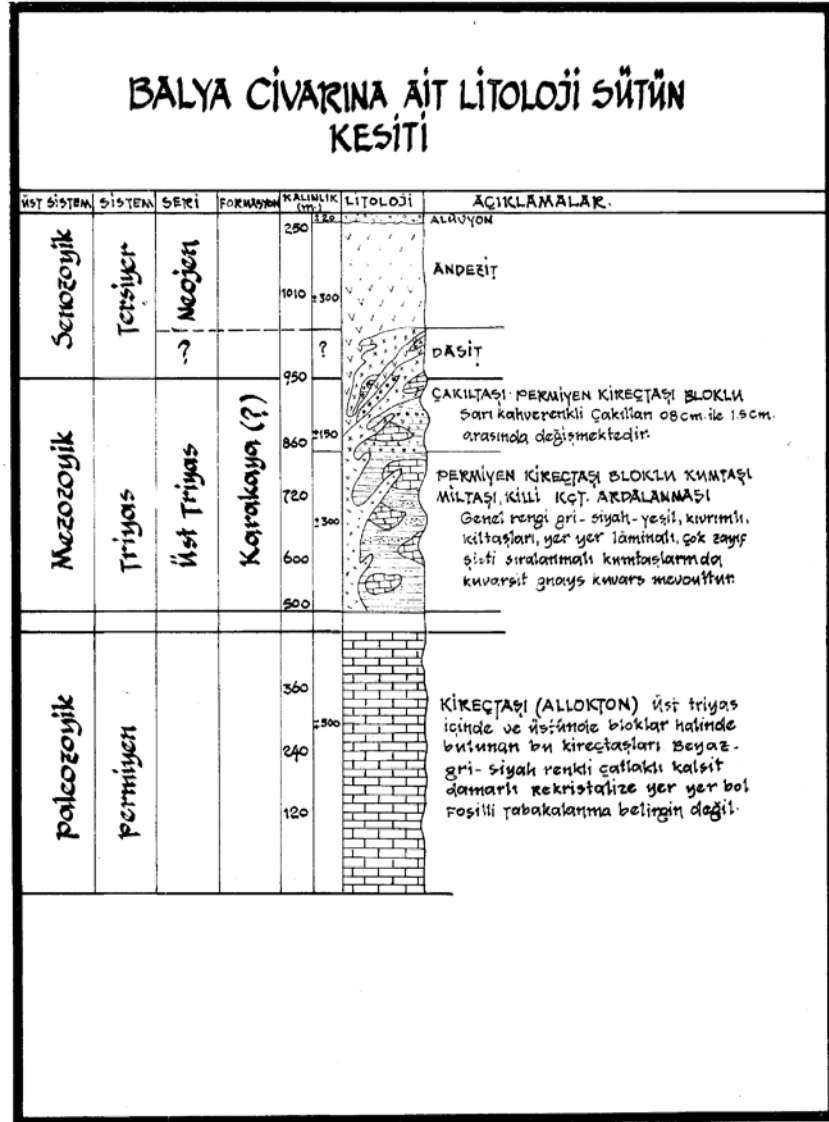 BALYA CİVARINA AİT LİTOLOJİ SÜTÜN
KESİTİ
ÜST SİSTEM SİSTEM SERİ FORMASYON KALINLIK (m.) LİTOLOJİ AÇIKLAMALAR.
Senozoyik
Tersiyer
Neojen
?
250
±20
1010
±300
?
950
ALÜVYON
ANDEZİT
DASİT
Mezozoyik
Triyas
Üst Triyas
Karakaya (?)
860
±150
720
±300
600
500
ÇAKILTAŞI PERMİYEN KİREÇTAŞI BLOKLU
Sarı kahverenkli Çakılları 08cm. ile 1.5cm.
arasında değişmektedir.
PERMİYEN KİREÇTAŞI BLOKLU KUMTAŞI
MİLTAŞI, KİLLİ KÇT. ARDALANMASI
Genel rengi gri-siyah-yeşil, kıvrımlı,
kiltaşları, yer yer lâminalı, çok zayıf
şisti sıralanmalı kumtaşlarında
kuvarsit gnays kuvars mevcuttur.
paleozoyik
permiyen
360
±500
240
120
KİREÇTAŞI (ALLOKTON) Üst triyas
içinde ve üstünde bloklar halinde
bulunan bu kireçtaşları Beyaz-
gri-siyah renkli çatlaklı kalsit
damarlı Rekristalize yer yer bol
Fosilli Tabakalanma belirgin değil.